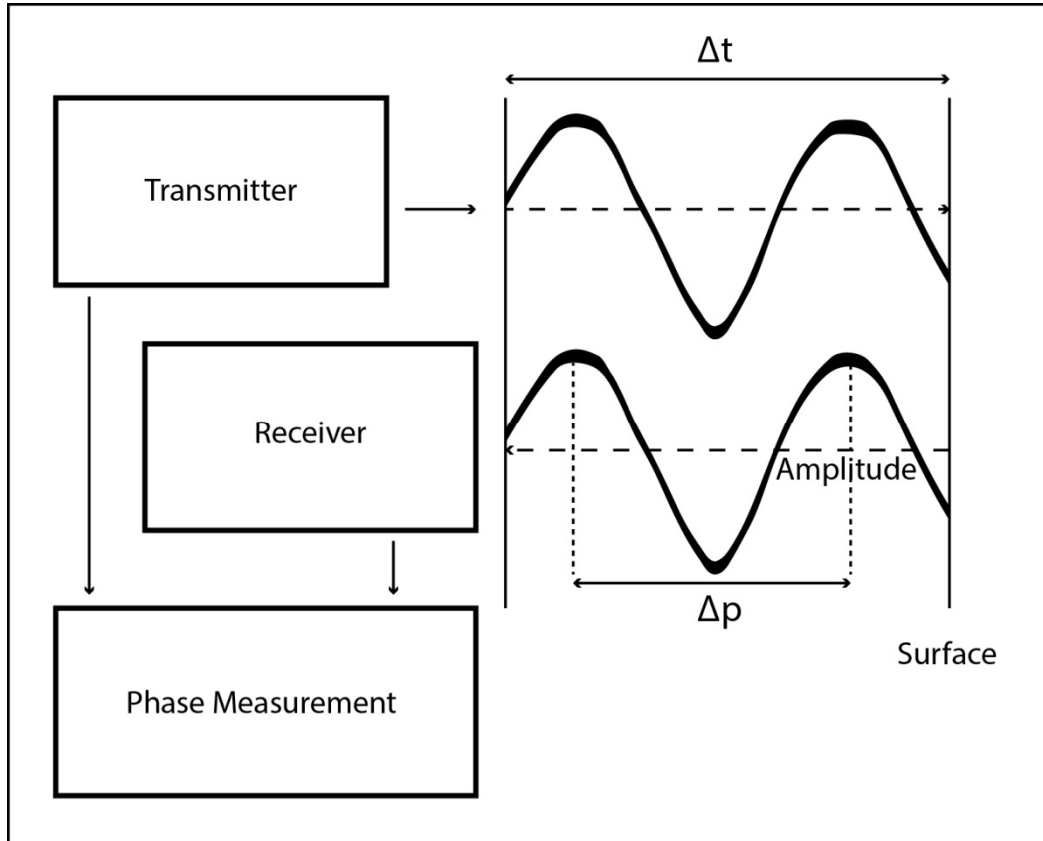 Δt
Transmitter
Receiver
Amplitude
Δp
Surface
Phase Measurement